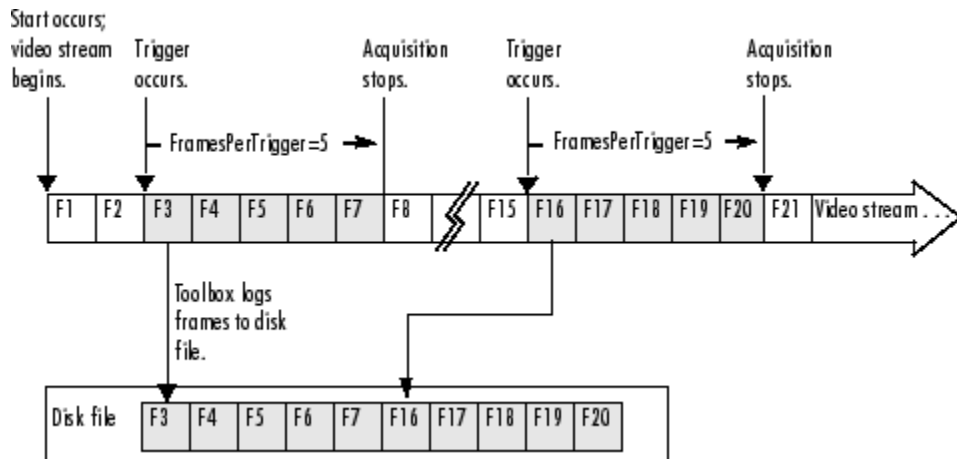 Start occurs;
video stream
begins.
Trigger
occurs.
Acquisition
stops.
Trigger
occurs.
Acquisition
stops.
FramesPerTrigger=5
FramesPerTrigger=5
F1 F2 F3 F4 F5 F6 F7 F8 F15 F16 F17 F18 F19 F20 F21 Video stream . . .
Toolbox logs
frames to disk
file.
Disk file F3 F4 F5 F6 F7 F16 F17 F18 F19 F20